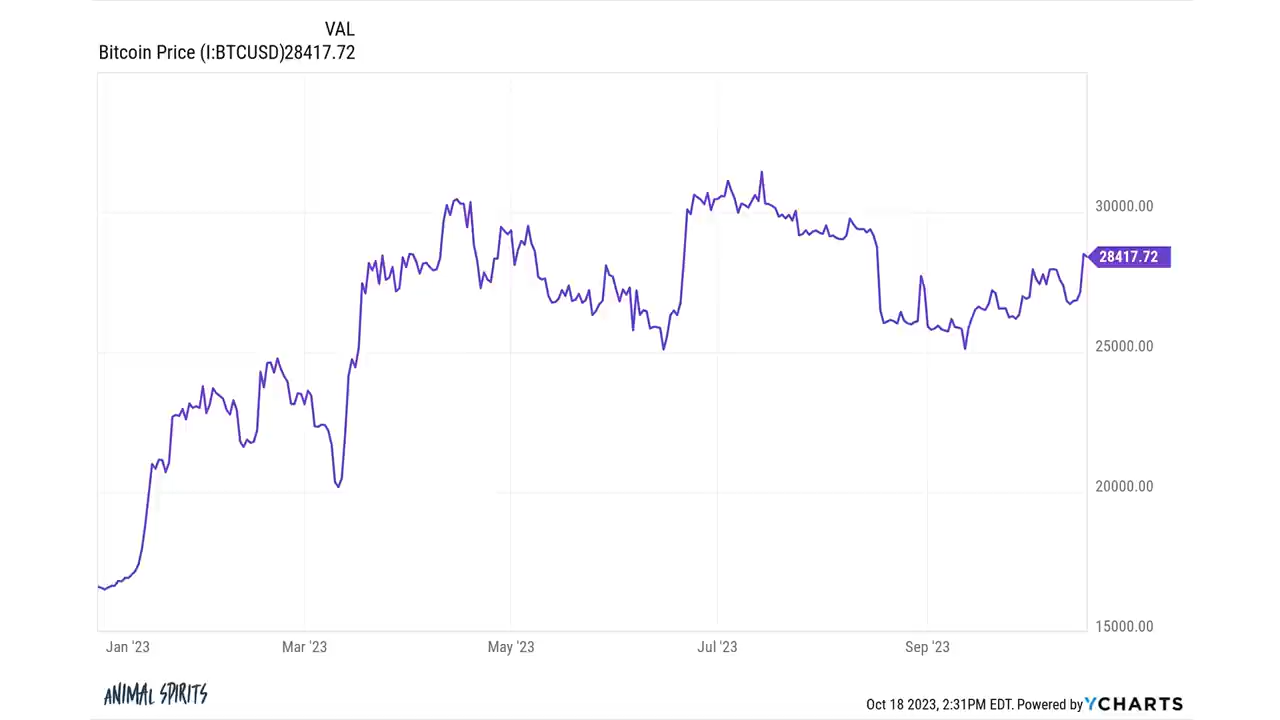 VAL
Bitcoin Price (I:BTCUSD)28417.72
30000.00
28417.72
25000.00
20000.00
15000.00
Jan '23 Mar '23 May '23 Jul '23 Sep '23
ANIMAL SPIRITS
Oct 18 2023, 2:31PM EDT. Powered by YCHARTS